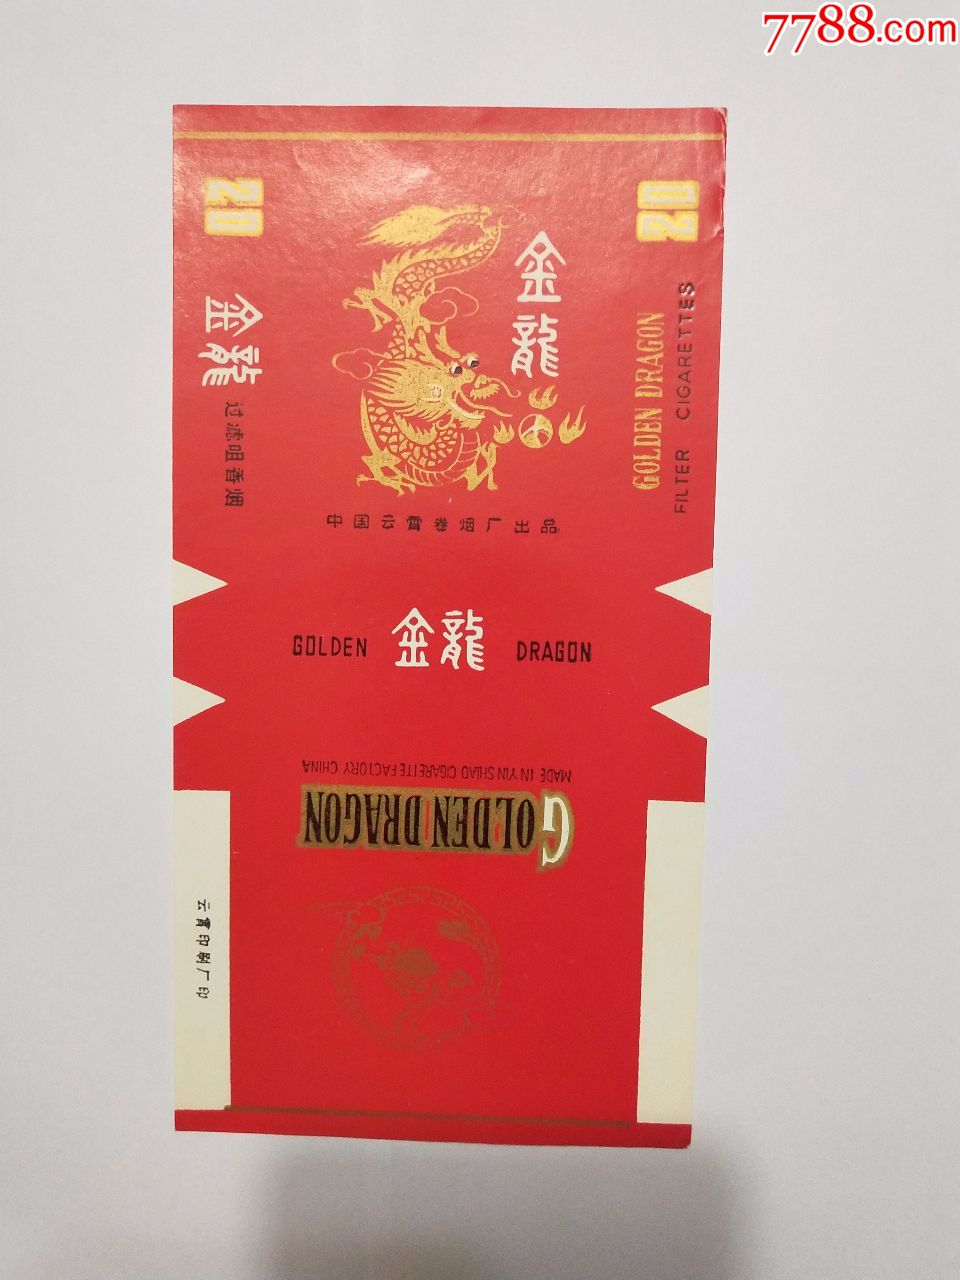 7788.com
20
20
金龍
金龍
过滤咀香烟
GOLDEN DRAGON
FILTER CIGARETTES
中国云霄卷烟厂出品
GOLDEN 金龍 DRAGON
MADE IN YUN SHIAO CIGAREITE FACTORY CHINA
GOLDEN DRAGON
云霄印刷厂印